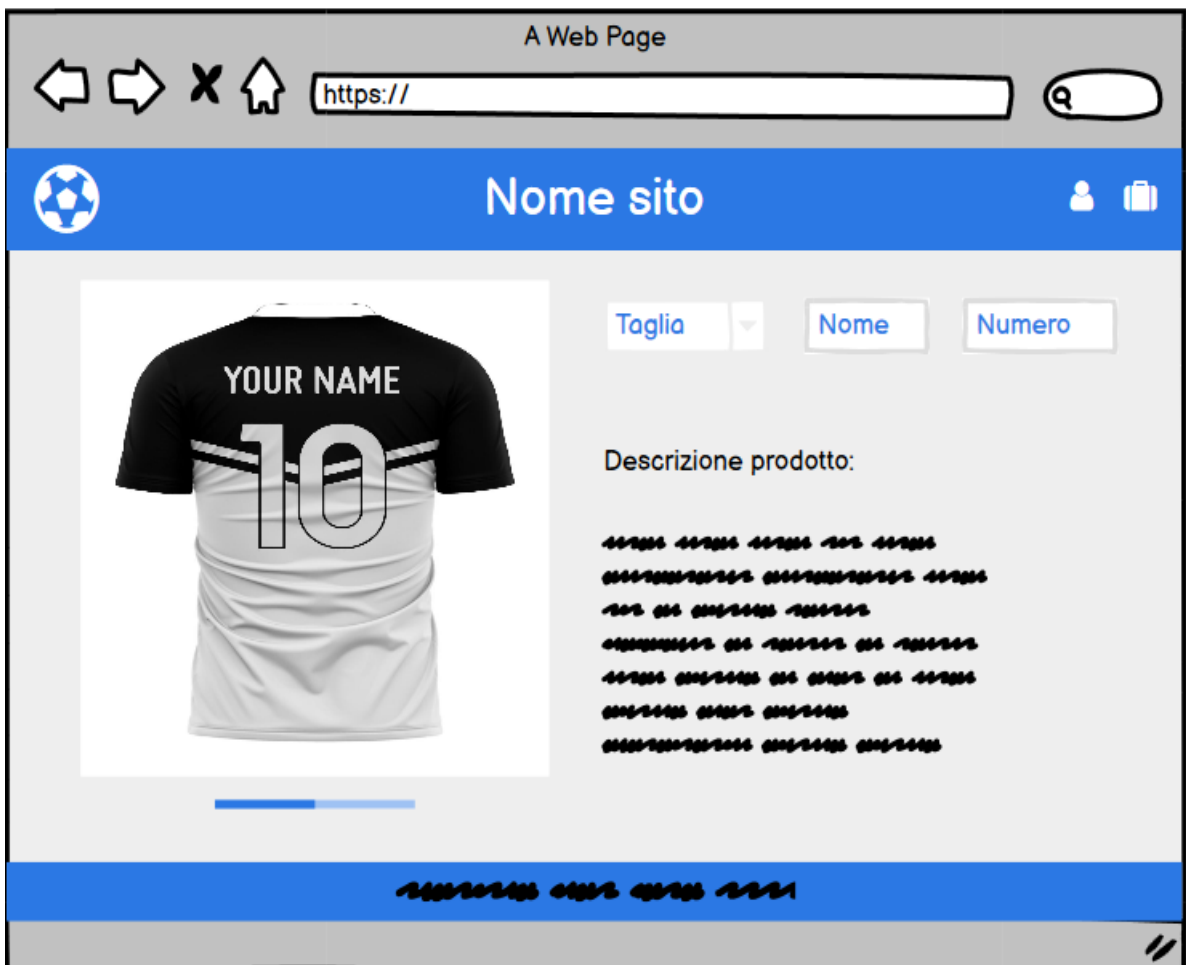 A Web Page
https://
Nome sito
Taglia
Nome
Numero
YOUR NAME
10
Descrizione prodotto: